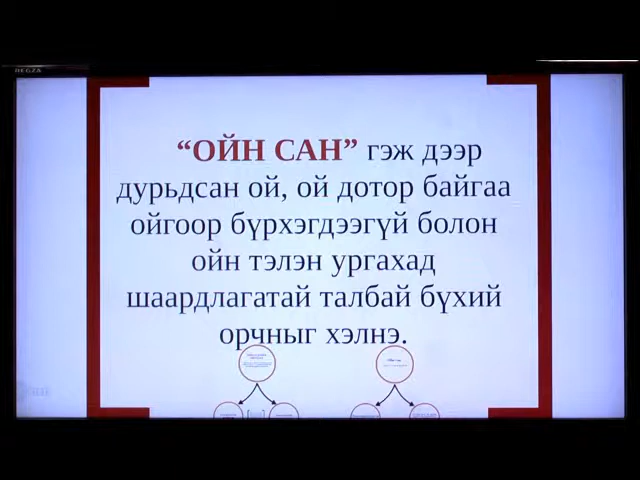 REGZA
“ОЙН САН” гэж дээр
дурьдсан ой, ой дотор байгаа
ойгоор бүрхэгдээгүй болон
ойн тэлэн ургахад
шаардлагатай талбай бүхий
орчныг хэлнэ.